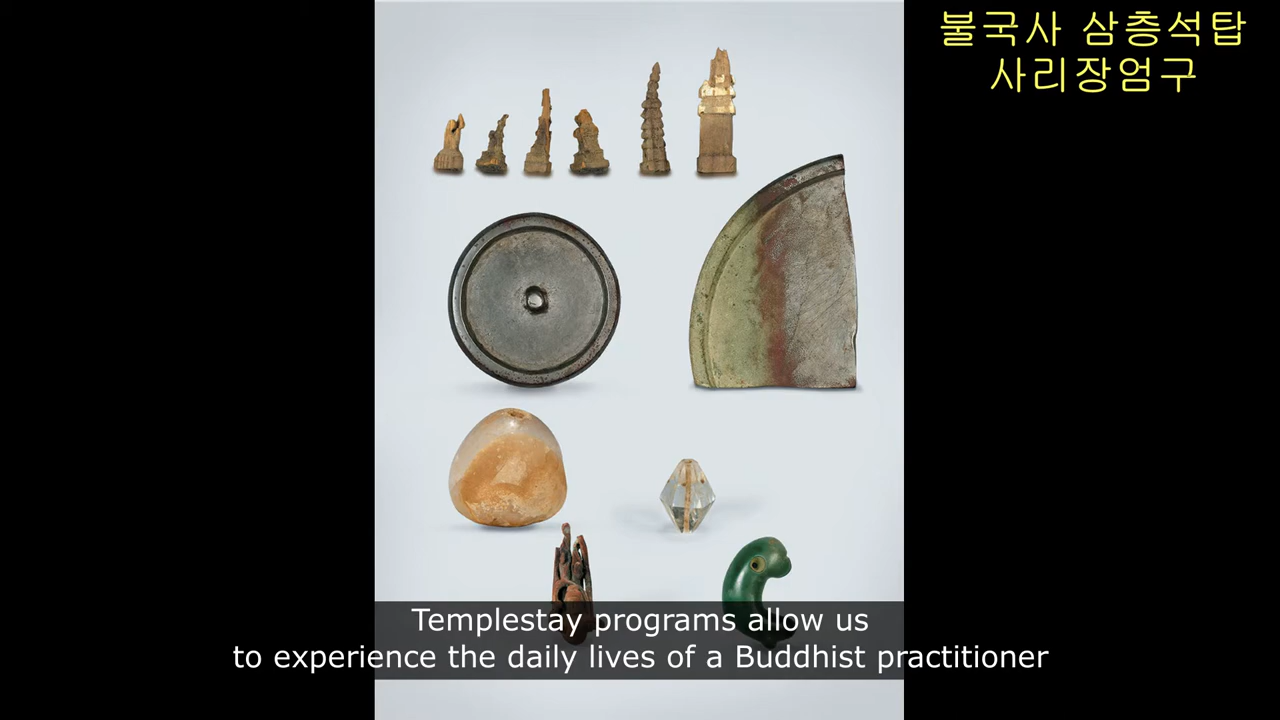 불국사 삼층석탑
사리장엄구
Templestay programs allow us
to experience the daily lives of a Buddhist practitioner